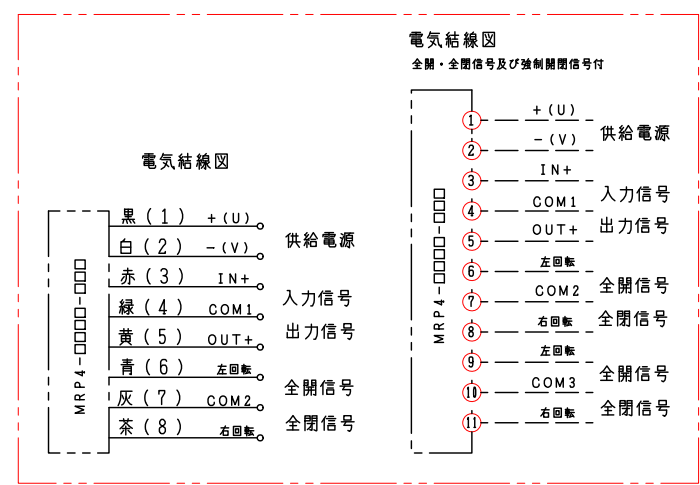 電気結線図
黒(1) +(U)
白(2) -(V)
供給電源
赤(3) IN+
緑(4) COM1
入力信号
黄(5) OUT+
出力信号
青(6) 左回転
灰(7) COM2
全開信号
茶(8) 右回転
全閉信号
MRP4-□□□□-□□
電気結線図
全開・全閉信号及び強制開閉信号付
1 +(U)
2 -(V)
供給電源
3 IN+
4 COM1
入力信号
5 OUT+
出力信号
6 左回転
7 COM2
全開信号
8 右回転
全閉信号
9 左回転
10 COM3
全開信号
11 右回転
全閉信号
MRP4-□□□□-□□